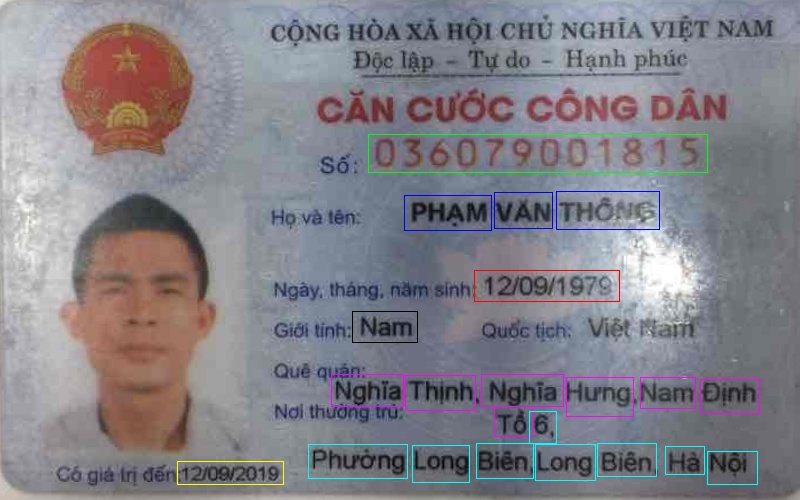 CỘNG HÒA XÃ HỘI CHỦ NGHĨA VIỆT NAM
Độc lập - Tự do - Hạnh phúc
CĂN CƯỚC CÔNG DÂN
Số: 036079001815
Họ và tên: PHẠM VĂN THÔNG
Ngày, tháng, năm sinh: 12/09/1979
Giới tính: Nam Quốc tịch: Việt Nam
Quê quán:
Nghĩa Thịnh, Nghĩa Hưng, Nam Định
Nơi thường trú: Tổ 6,
Phường Long Biên, Long Biên, Hà Nội
Có giá trị đến: 12/09/2019